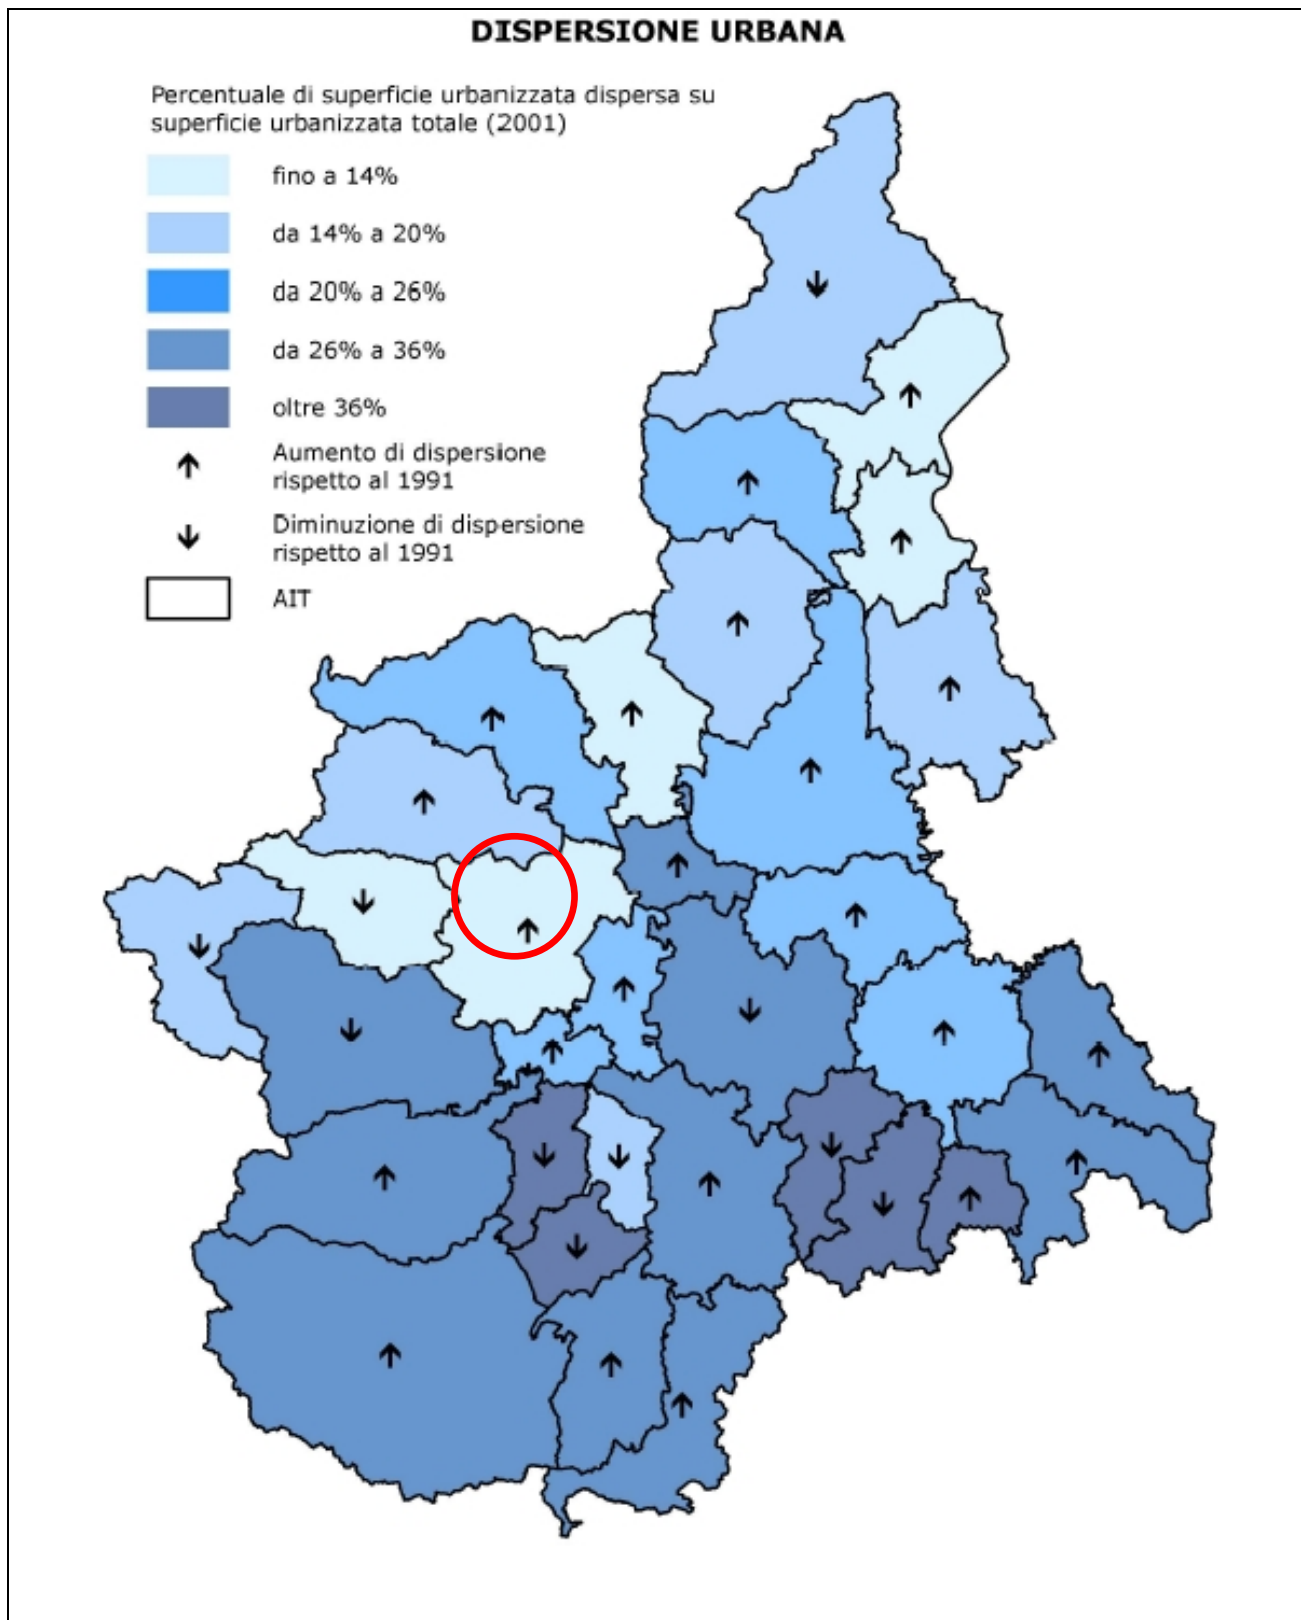 DISPERSIONE URBANA
Percentuale di superficie urbanizzata dispersa su
superficie urbanizzata totale (2001)
fino a 14%
da 14% a 20%
da 20% a 26%
da 26% a 36%
oltre 36%
Aumento di dispersione
rispetto al 1991
Diminuzione di dispersione
rispetto al 1991
AIT